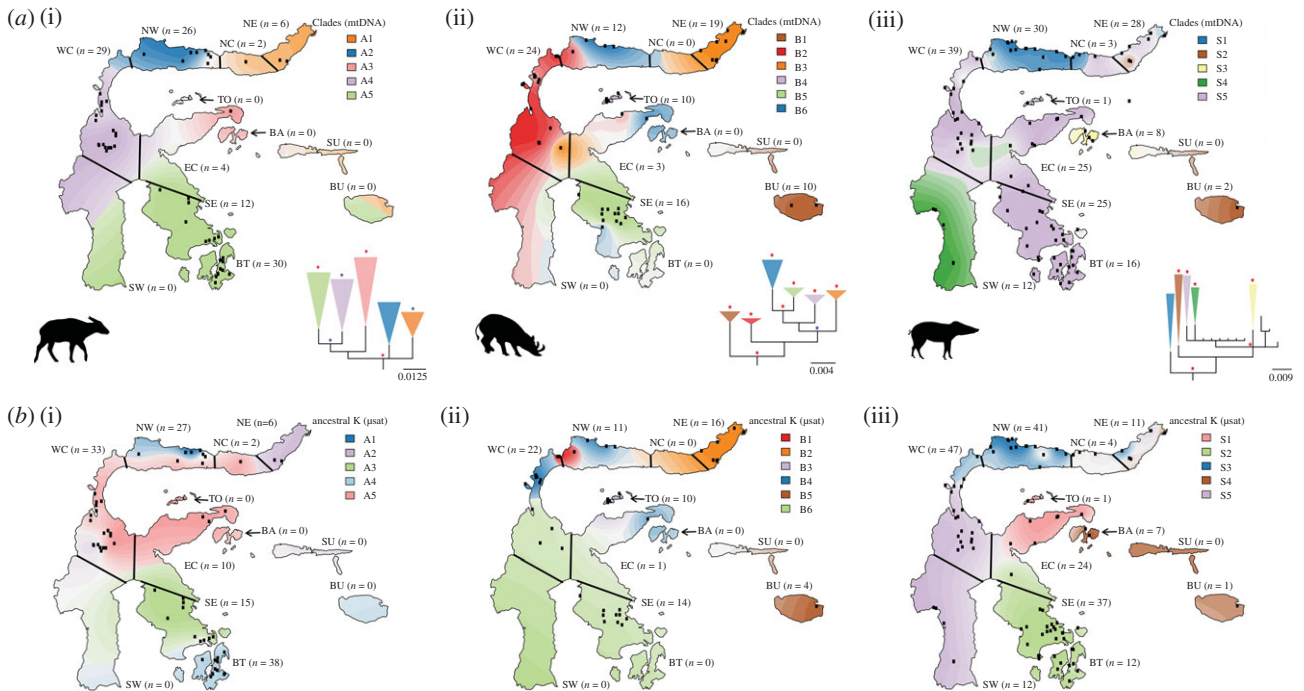 (a) (i)
NW (n = 26)
NE (n = 6)
NC (n = 2)
WC (n = 29)
Clades (mtDNA)
A1
A2
A3
A4
A5
TO (n = 0)
BA (n = 0)
SU (n = 0)
EC (n = 4)
BU (n = 0)
SE (n = 12)
BT (n = 30)
SW (n = 0)
0.0125
(ii)
NW (n = 12)
NE (n = 19)
NC (n = 0)
WC (n = 24)
Clades (mtDNA)
B1
B2
B3
B4
B5
B6
TO (n = 10)
BA (n = 0)
SU (n = 0)
EC (n = 3)
BU (n = 10)
SE (n = 16)
BT (n = 0)
SW (n = 0)
0.004
(iii)
NW (n = 30)
NE (n = 28)
NC (n = 3)
WC (n = 39)
Clades (mtDNA)
S1
S2
S3
S4
S5
TO (n = 1)
BA (n = 8)
SU (n = 0)
EC (n = 25)
BU (n = 2)
SE (n = 25)
BT (n = 16)
SW (n = 12)
0.009
(b) (i)
NW (n = 27)
NE (n=6)
NC (n = 2)
WC (n = 33)
ancestral K (µsat)
A1
A2
A3
A4
A5
TO (n = 0)
BA (n = 0)
SU (n = 0)
EC (n = 10)
BU (n = 0)
SE (n = 15)
BT (n = 38)
SW (n = 0)
(ii)
NW (n = 11)
NE (n = 16)
NC (n = 0)
WC (n = 22)
ancestral K (µsat)
B1
B2
B3
B4
B5
B6
TO (n = 10)
BA (n = 0)
SU (n = 0)
EC (n = 1)
BU (n = 4)
SE (n = 14)
BT (n = 0)
SW (n = 0)
(iii)
NW (n = 41)
NE (n = 11)
NC (n = 4)
WC (n = 47)
ancestral K (µsat)
S1
S2
S3
S4
S5
TO (n = 1)
BA (n = 7)
SU (n = 0)
EC (n = 24)
BU (n = 1)
SE (n = 37)
BT (n = 12)
SW (n = 12)